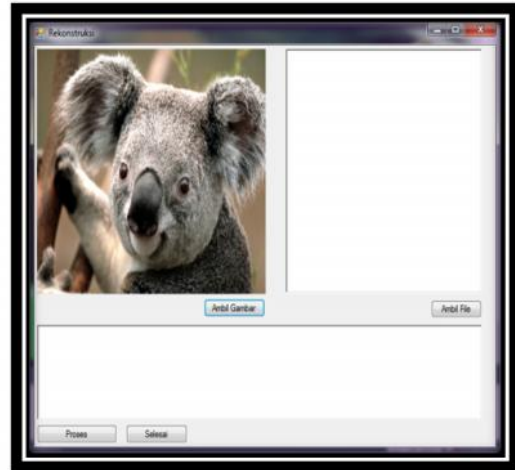 Rekonstruksi
Ambil Gambar
Ambil File
Proses
Selesai